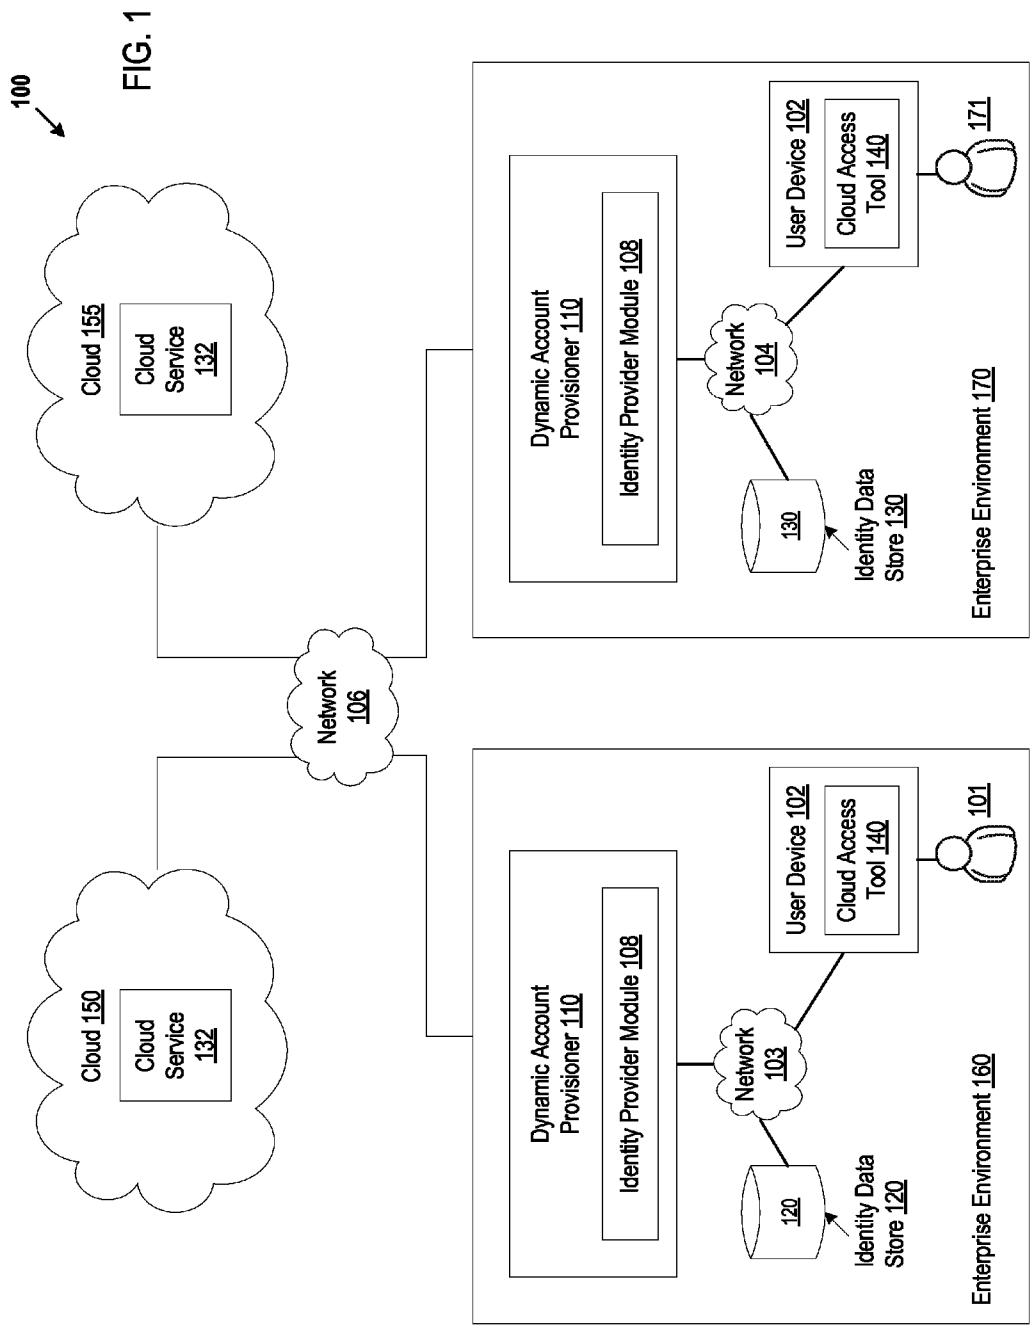 100
FIG. 1
Cloud 150
Cloud
Service
132
Cloud 155
Cloud
Service
132
Network
106
Dynamic Account
Provisioner 110
Identity Provider Module 108
Network
103
120
Identity Data
Store 120
User Device 102
Cloud Access
Tool 140
101
Enterprise Environment 160
Dynamic Account
Provisioner 110
Identity Provider Module 108
Network
104
130
Identity Data
Store 130
User Device 102
Cloud Access
Tool 140
171
Enterprise Environment 170